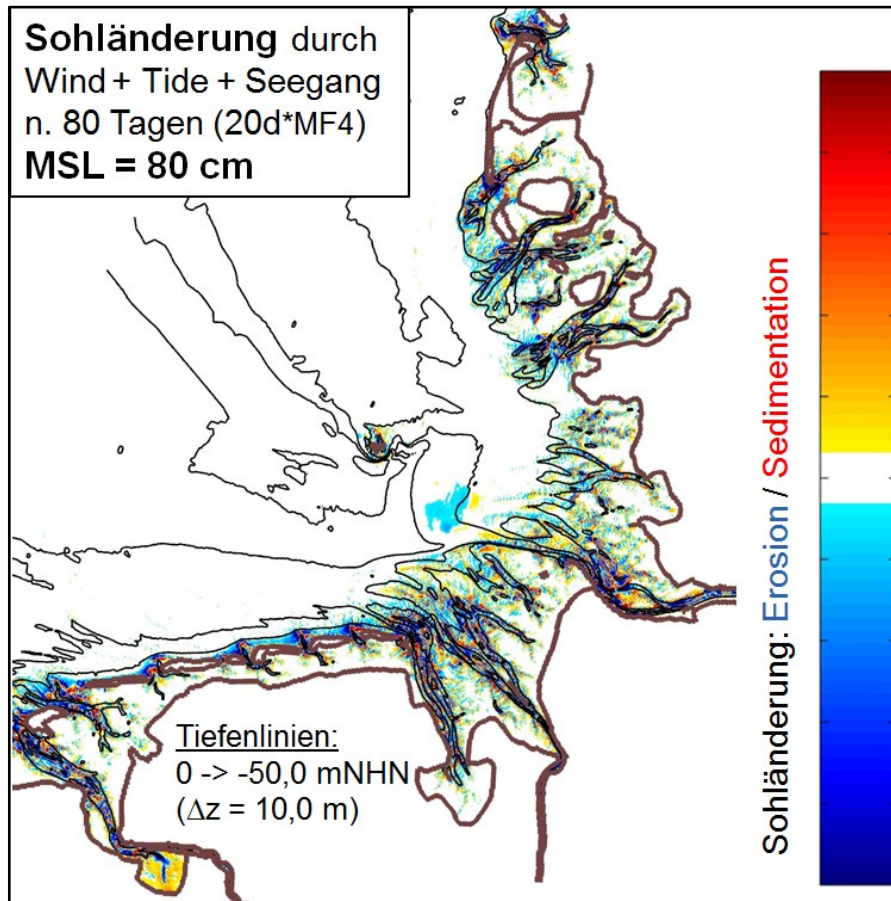 Sohländerung durch
Wind + Tide + Seegang
n. 80 Tagen (20d*MF4)
MSL = 80 cm
Sohländerung: Erosion / Sedimentation
Tiefenlinien:
0 -> -50,0 mNHN
(Δz = 10,0 m)